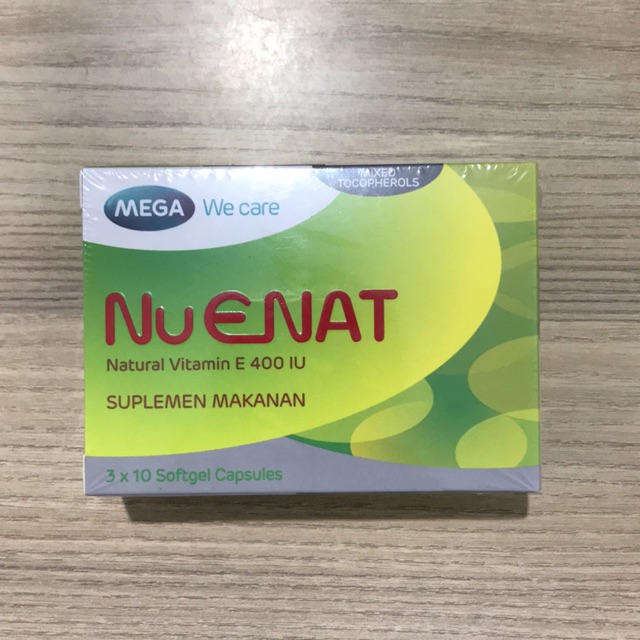 MIXED
TOCOPHEROLS
MEGA We care
NuENAT
Natural Vitamin E 400 IU
SUPLEMEN MAKANAN
3 x 10 Softgel Capsules